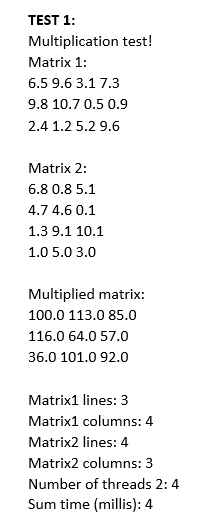 TEST 1:
Multiplication test!
Matrix 1:
6.5 9.6 3.1 7.3
9.8 10.7 0.5 0.9
2.4 1.2 5.2 9.6
Matrix 2:
6.8 0.8 5.1
4.7 4.6 0.1
1.3 9.1 10.1
1.0 5.0 3.0
Multiplied matrix:
100.0 113.0 85.0
116.0 64.0 57.0
36.0 101.0 92.0
Matrix1 lines: 3
Matrix1 columns: 4
Matrix2 lines: 4
Matrix2 columns: 3
Number of threads 2: 4
Sum time (millis): 4